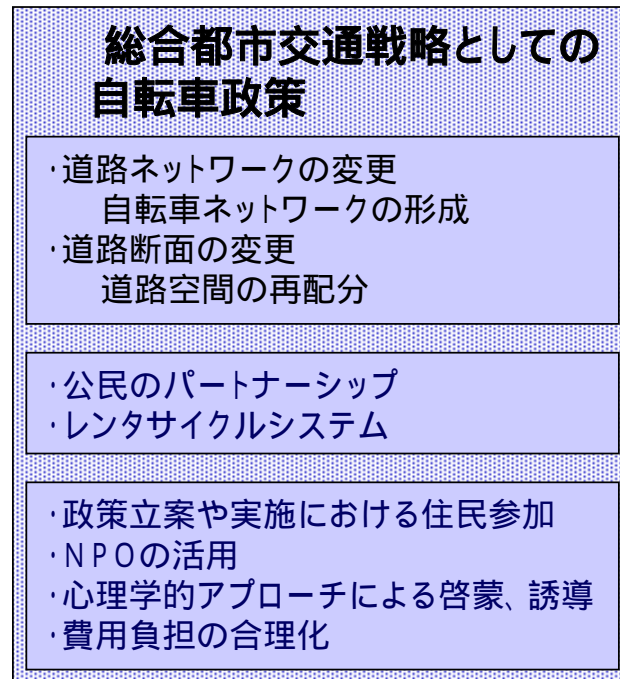 総合都市交通戦略としての
自転車政策
･道路ネットワークの変更
自転車ネットワークの形成
･道路断面の変更
道路空間の再配分
･公民のパートナーシップ
･レンタサイクルシステム
･政策立案や実施における住民参加
･ＮＰＯの活用
･心理学的アプローチによる啓蒙、誘導
･費用負担の合理化